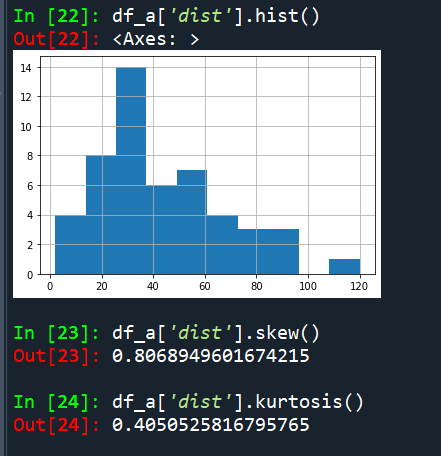 In [22]: df_a['dist'].hist()
Out[22]: <Axes: >
14
12
10
8
6
4
2
0
0 20 40 60 80 100 120
In [23]: df_a['dist'].skew()
Out[23]: 0.8068949601674215
In [24]: df_a['dist'].kurtosis()
Out[24]: 0.4050525816795765